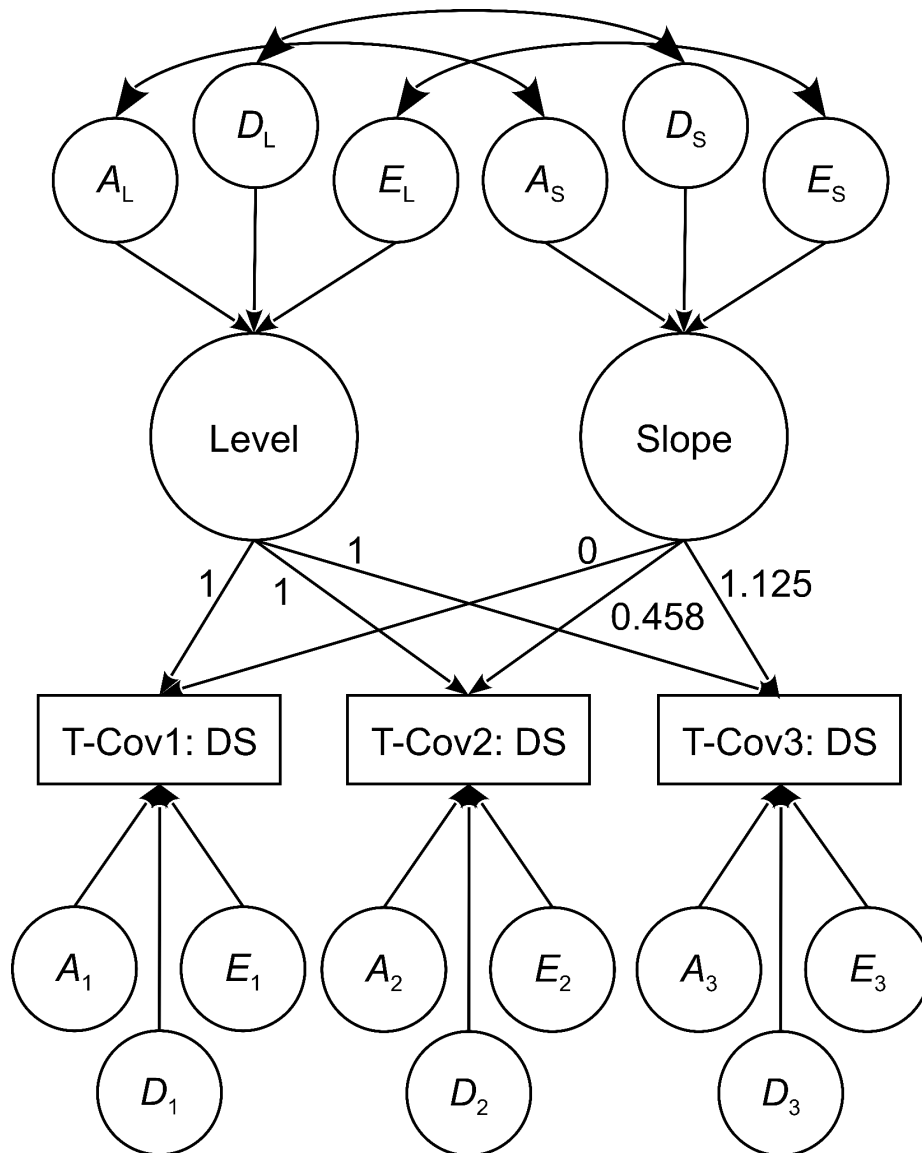 D_L
D_S
A_L
E_L
A_S
E_S
Level
Slope
1
1
1
0
0.458
1.125
T-Cov1: DS
T-Cov2: DS
T-Cov3: DS
A_1
E_1
A_2
E_2
A_3
E_3
D_1
D_2
D_3